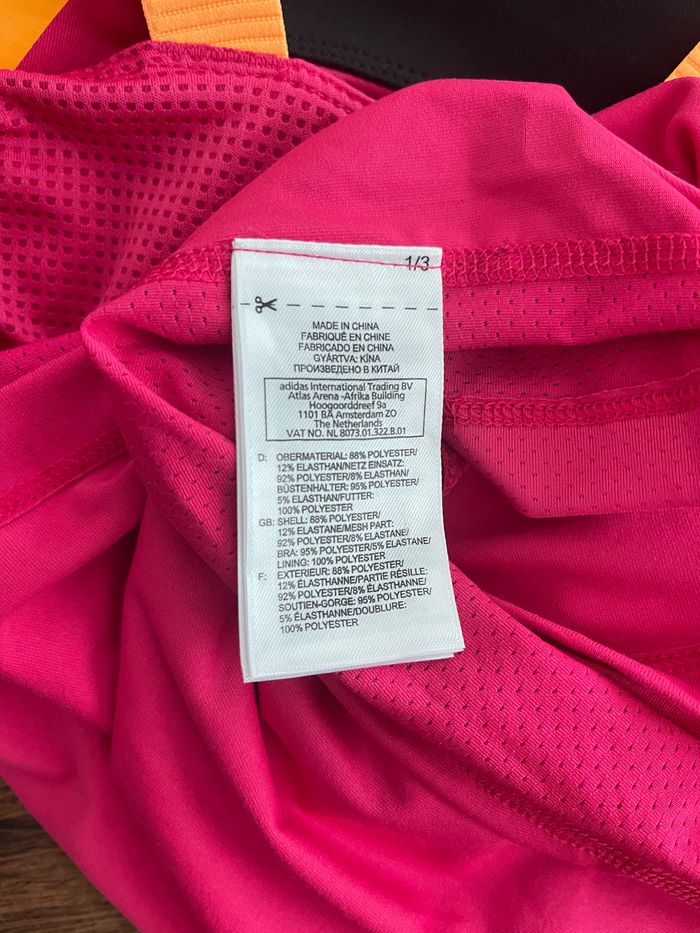 1/3
MADE IN CHINA
FABRIQUÉ EN CHINE
FABRICADO EN CHINA
GYÁRTVA: KÍNA
ПРОИЗВЕДЕНО В КИТАЙ
adidas International Trading BV
Atlas Arena -Afrika Building
Hoogoorddreef 9a
1101 BA Amsterdam ZO
The Netherlands
VAT NO. NL 8073.01.322.B.01
D: OBERMATERIAL: 88% POLYESTER/
12% ELASTHAN/NETZ EINSATZ:
92% POLYESTER/8% ELASTHAN/
BÜSTENHALTER: 95% POLYESTER/
5% ELASTHAN/FUTTER:
100% POLYESTER
GB: SHELL: 88% POLYESTER/
12% ELASTANE/MESH PART:
92% POLYESTER/8% ELASTANE/
BRA: 95% POLYESTER/5% ELASTANE/
LINING: 100% POLYESTER
F: EXTERIEUR: 88% POLYESTER/
12% ÉLASTHANNE/PARTIE RÉSILLE:
92% POLYESTER/8% ÉLASTHANNE/
SOUTIEN-GORGE: 95% POLYESTER/
5% ÉLASTHANNE/DOUBLURE:
100% POLYESTER